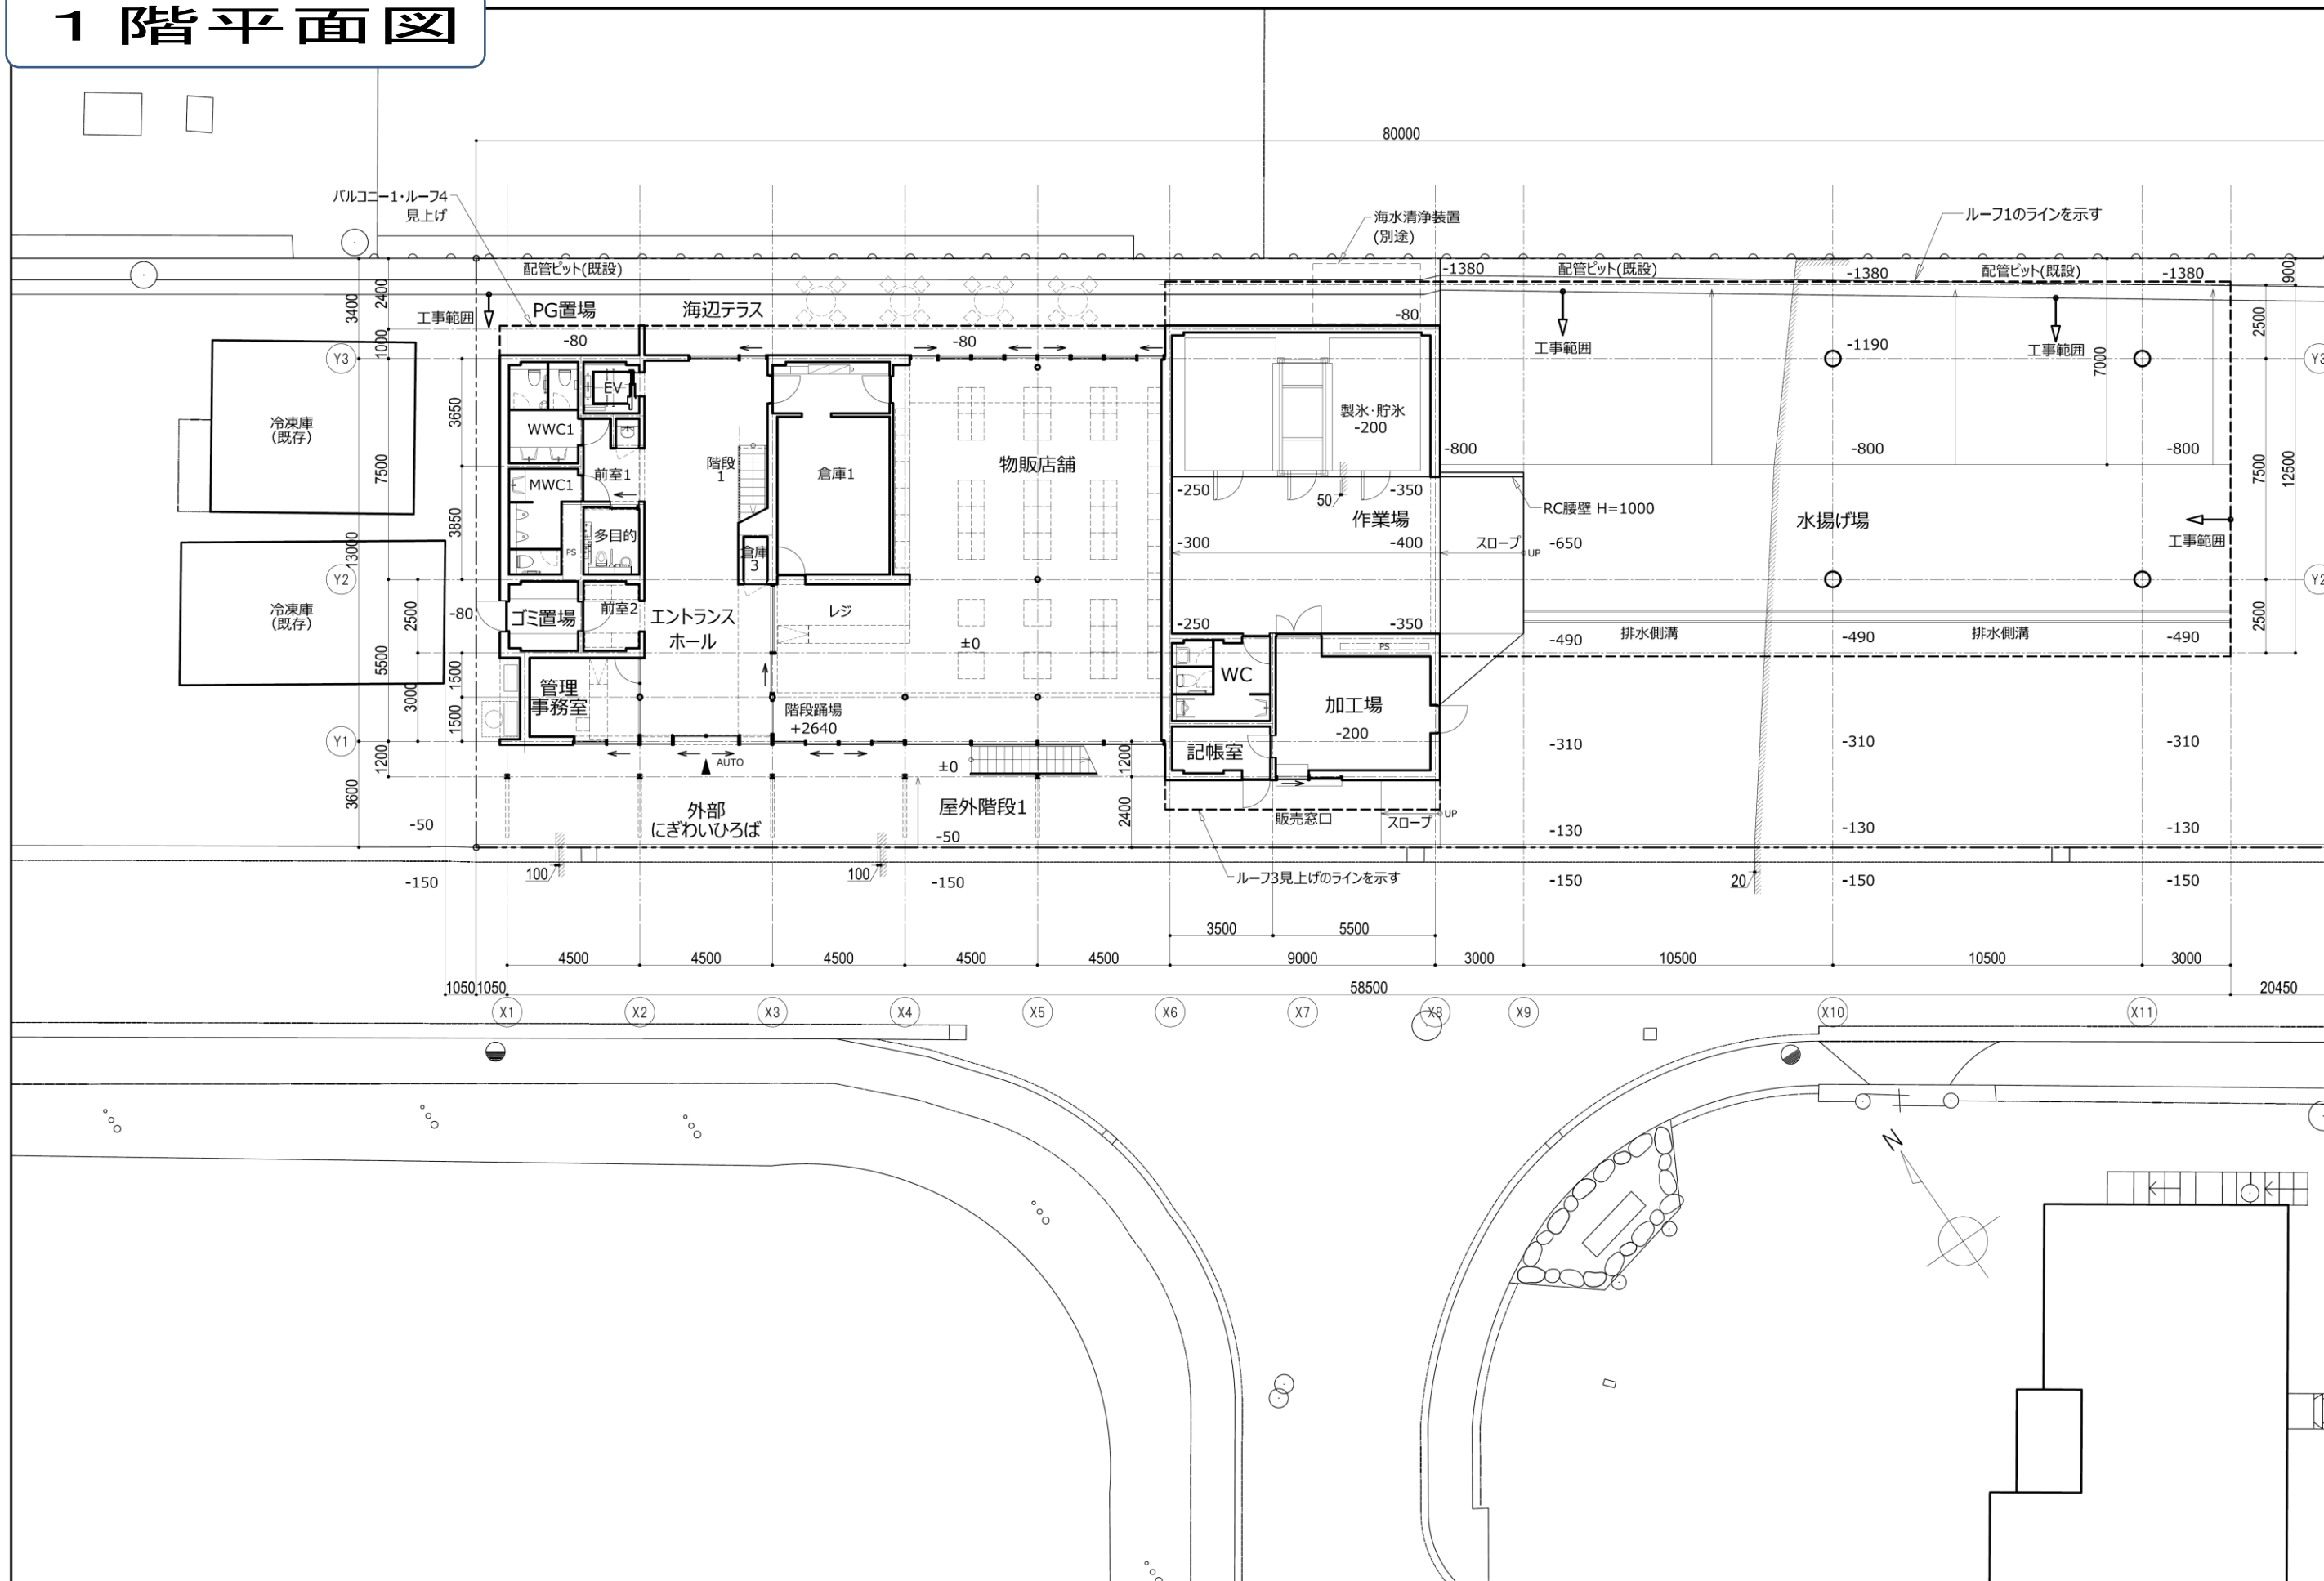 1階平面図
80000
バルコニー1・ルーフ4
見上げ
海水清浄装置
(別途)
ルーフ1のラインを示す
配管ピット(既設)
-1380
配管ピット(既設)
-1380
配管ピット(既設)
-1380
900
3400
2400
工事範囲
PG置場
海辺テラス
-80
2500
1000
-80
-80
工事範囲
-1190
工事範囲
7000
Y3
Y3
EV
冷凍庫
(既存)
3650
WWC1
製氷・貯氷
-200
-800
-800
-800
7500
前室1
階段
1
倉庫1
物販店舗
7500
12500
MWC1
-250
50
-350
RC腰壁 H=1000
作業場
水揚げ場
3850
13000
多目的
PS
倉庫
3
-300
-400
スロープ
UP
-650
工事範囲
Y2
Y2
冷凍庫
(既存)
-80
ゴミ置場
前室2
エントランス
ホール
レジ
2500
±0
-250
-350
-490
排水側溝
-490
排水側溝
-490
2500
PS
5500
1500
3000
1500
管理
事務室
WC
加工場
-200
階段踊場
+2640
Y1
記帳室
-310
-310
-310
1200
AUTO
±0
1200
3600
外部
にぎわいひろば
屋外階段1
2400
-50
-50
販売窓口
スロープ
UP
-130
-130
-130
100
100
-150
-150
ルーフ3見上げのラインを示す
-150
20
-150
-150
3500
5500
4500
4500
4500
4500
4500
9000
3000
10500
10500
3000
1050
1050
58500
20450
X1
X2
X3
X4
X5
X6
X7
X8
X9
X10
X11
N